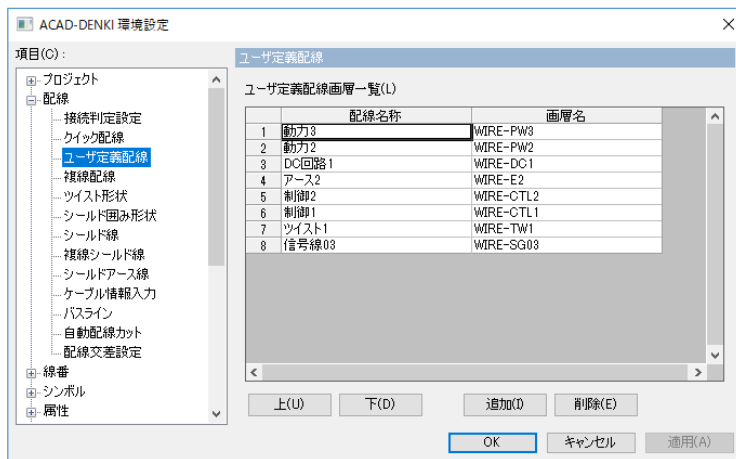 ACAD-DENKI 環境設定
項目(C):
プロジェクト
配線
接続判定設定
クイック配線
ユーザ定義配線
複線配線
ツイスト形状
シールド囲み形状
シールド線
複線シールド線
シールドアース線
ケーブル情報入力
バスライン
自動配線カット
配線交差設定
線番
シンボル
属性
ユーザ定義配線
ユーザ定義配線画層一覧(L)
配線名称 画層名
1 動力3 WIRE-PW3
2 動力2 WIRE-PW2
3 DC回路1 WIRE-DC1
4 アース2 WIRE-E2
5 制御2 WIRE-CTL2
6 制御1 WIRE-CTL1
7 ツイスト1 WIRE-TW1
8 信号線03 WIRE-SG03
上(U) 下(D) 追加(I) 削除(E)
OK キャンセル 適用(A)